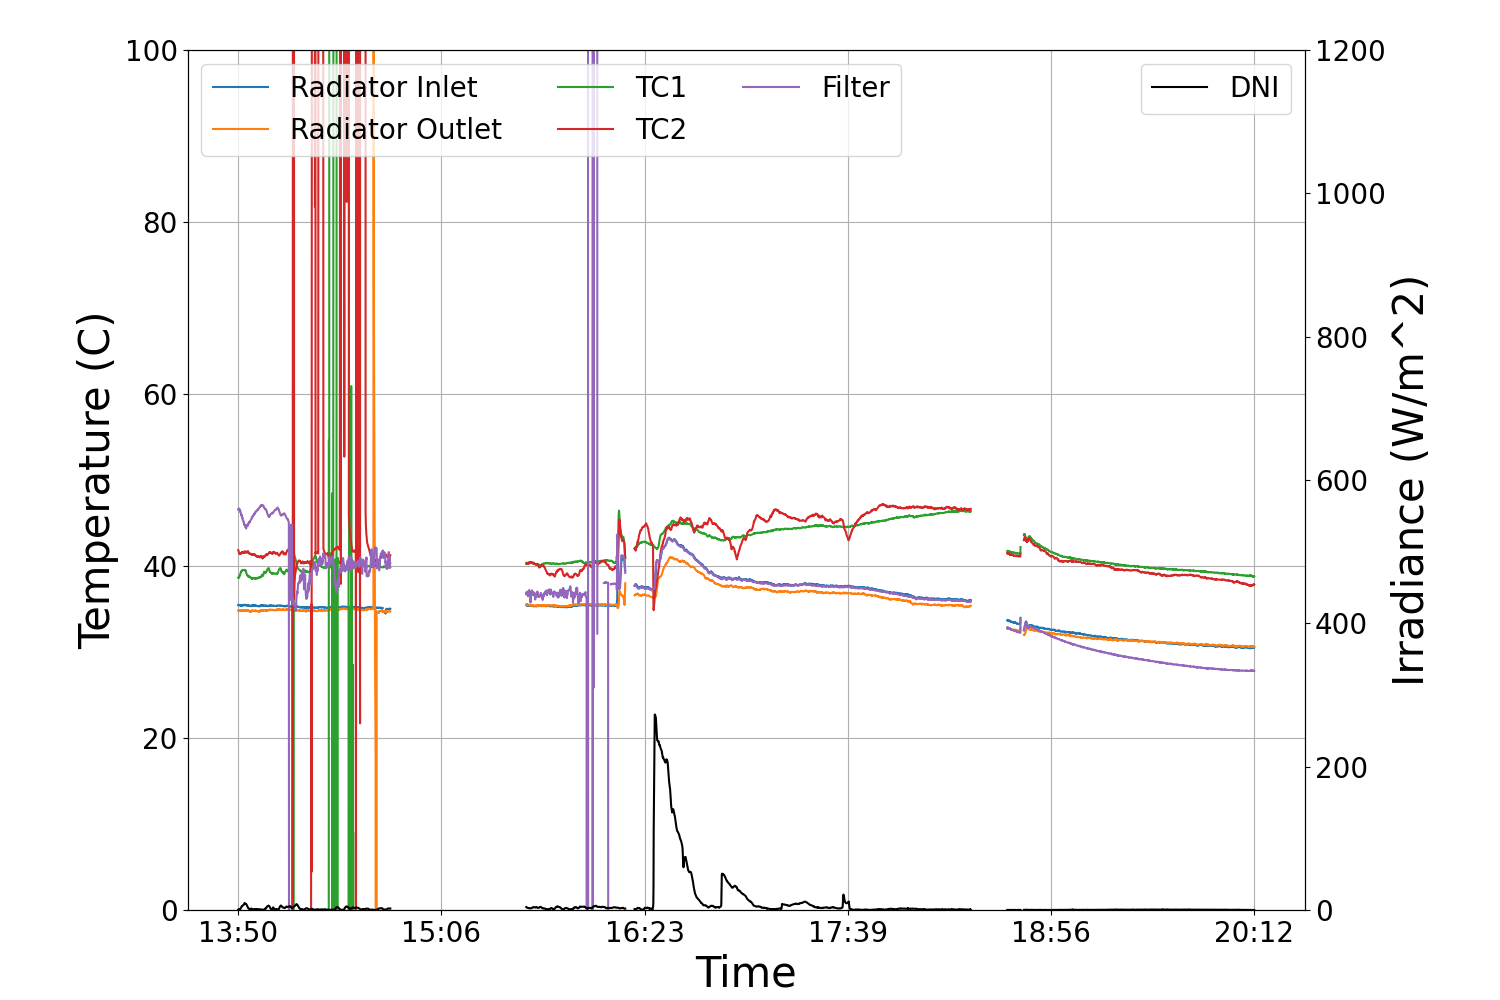 100
80
60
40
20
0
Temperature (C)
Radiator Inlet
Radiator Outlet
TC1
TC2
Filter
DNI
1200
1000
800
600
400
200
0
Irradiance (W/m^2)
13:50 15:06 16:23 17:39 18:56 20:12
Time